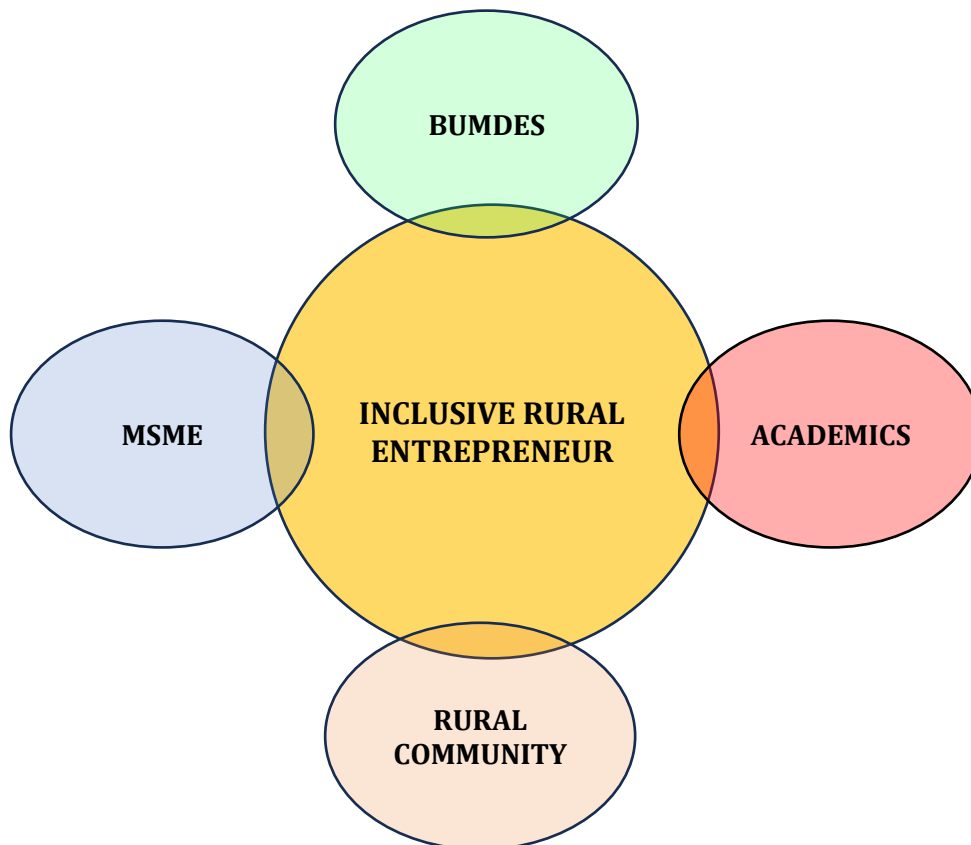 BUMDES
MSME
INCLUSIVE RURAL
ENTREPRENEUR
ACADEMICS
RURAL
COMMUNITY